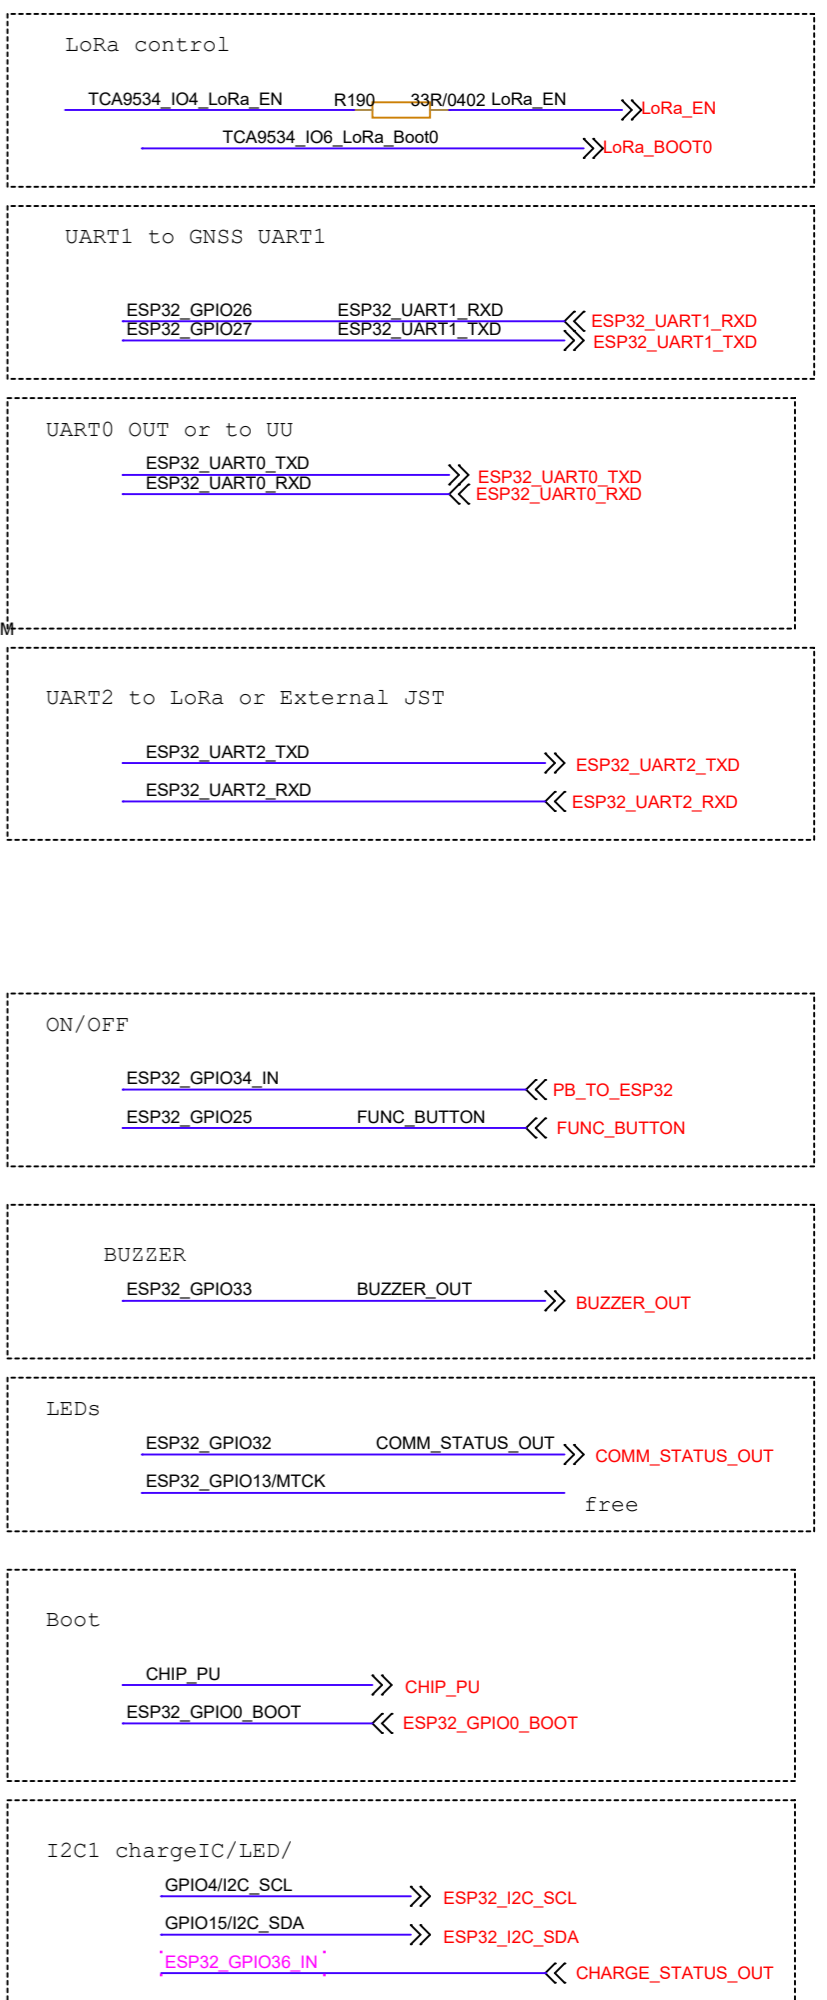 LoRa control
TCA9534_IO4_LoRa_EN R190 33R/0402 LoRa_EN LoRa_EN
TCA9534_IO6_LoRa_Boot0 LoRa_BOOT0
UART1 to GNSS UART1
ESP32_GPIO26 ESP32_UART1_RXD ESP32_UART1_RXD
ESP32_GPIO27 ESP32_UART1_TXD ESP32_UART1_TXD
UART0 OUT or to UU
ESP32_UART0_TXD ESP32_UART0_TXD
ESP32_UART0_RXD ESP32_UART0_RXD
M
UART2 to LoRa or External JST
ESP32_UART2_TXD ESP32_UART2_TXD
ESP32_UART2_RXD ESP32_UART2_RXD
ON/OFF
ESP32_GPIO34_IN PB_TO_ESP32
ESP32_GPIO25 FUNC_BUTTON FUNC_BUTTON
BUZZER
ESP32_GPIO33 BUZZER_OUT BUZZER_OUT
LEDs
ESP32_GPIO32 COMM_STATUS_OUT COMM_STATUS_OUT
ESP32_GPIO13/MTCK
free
Boot
CHIP_PU CHIP_PU
ESP32_GPIO0_BOOT ESP32_GPIO0_BOOT
I2C1 chargeIC/LED/
GPIO4/I2C_SCL ESP32_I2C_SCL
GPIO15/I2C_SDA ESP32_I2C_SDA
ESP32_GPIO36_IN CHARGE_STATUS_OUT